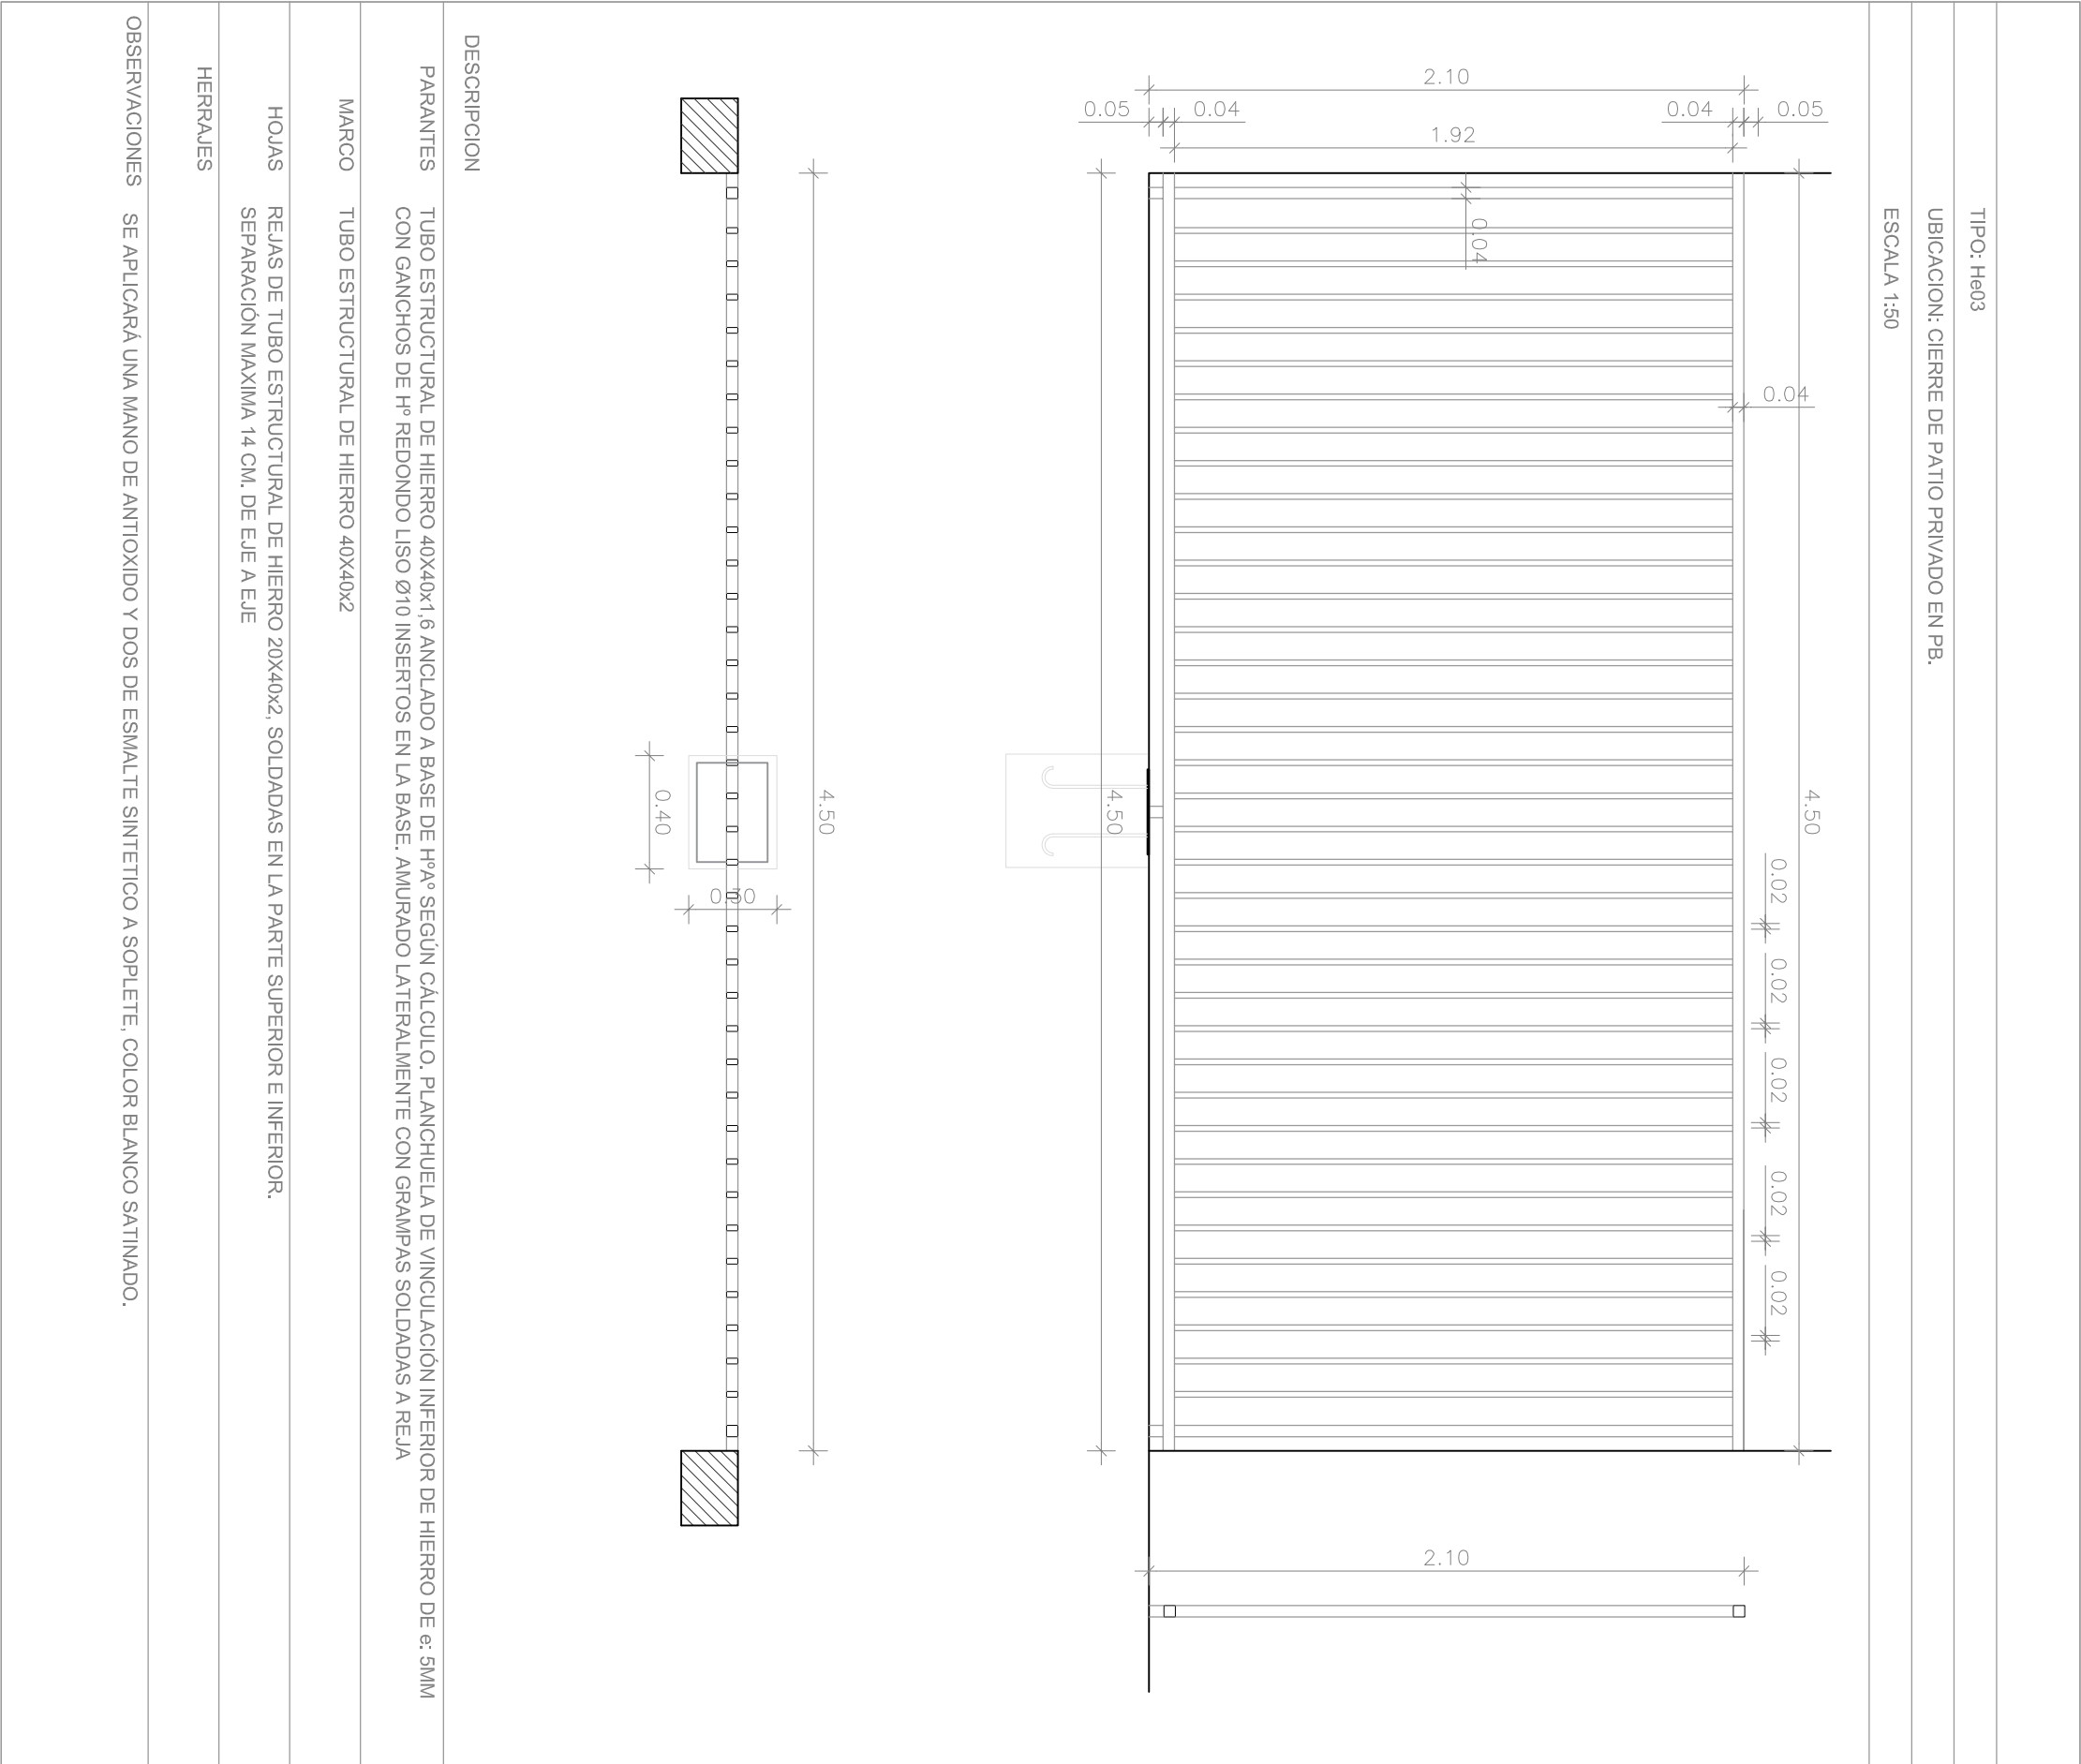 TIPO: He03
UBICACION: CIERRE DE PATIO PRIVADO EN PB.
ESCALA 1:50
4.50
0.02
0.02
0.02
0.02
0.02
0.04
0.05
0.04
2.10
1.92
0.04
0.04
0.05
2.10
4.50
4.50
0.30
0.40
DESCRIPCION
PARANTES TUBO ESTRUCTURAL DE HIERRO 40X40x1,6 ANCLADO A BASE DE HºAº SEGÚN CÁLCULO. PLANCHUELA DE VINCULACIÓN INFERIOR DE HIERRO DE e: 5MM
CON GANCHOS DE Hº REDONDO LISO Ø10 INSERTOS EN LA BASE. AMURADO LATERALMENTE CON GRAMPAS SOLDADAS A REJA
MARCO TUBO ESTRUCTURAL DE HIERRO 40X40x2
HOJAS REJAS DE TUBO ESTRUCTURAL DE HIERRO 20X40x2, SOLDADAS EN LA PARTE SUPERIOR E INFERIOR.
SEPARACIÓN MAXIMA 14 CM. DE EJE A EJE
HERRAJES
OBSERVACIONES SE APLICARÁ UNA MANO DE ANTIOXIDO Y DOS DE ESMALTE SINTETICO A SOPLETE, COLOR BLANCO SATINADO.